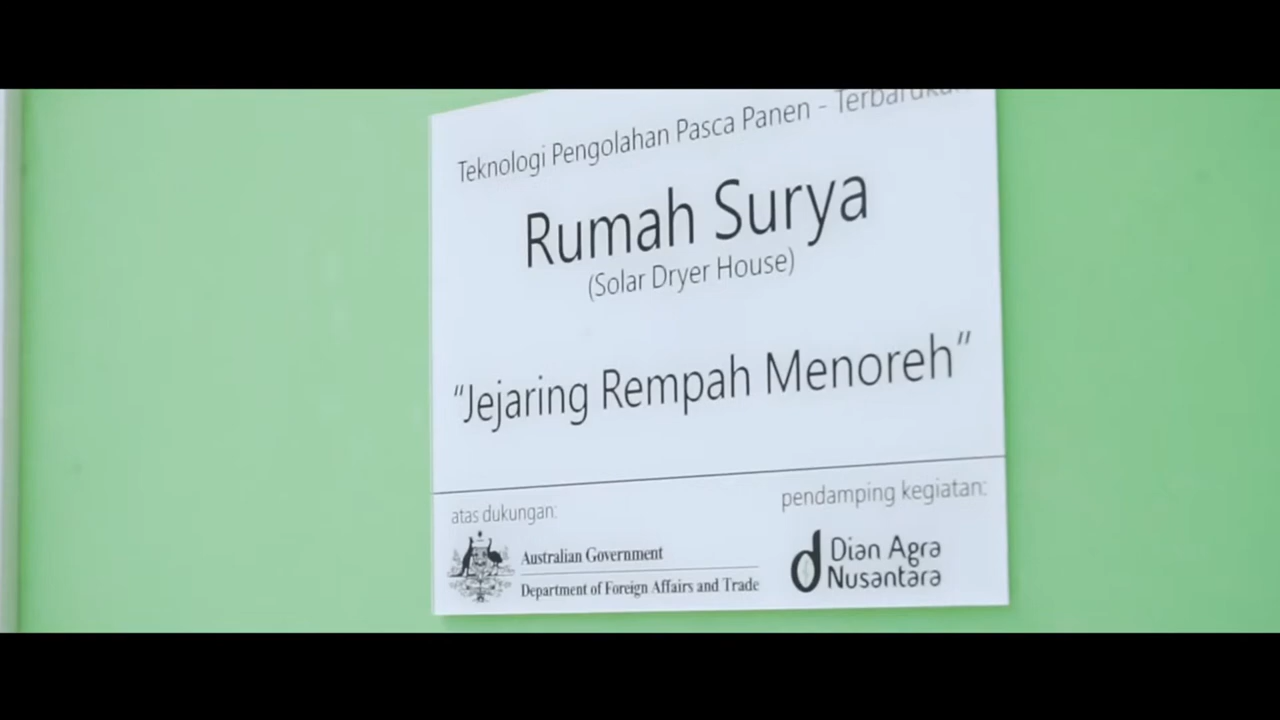 Teknologi Pengolahan Pasca Panen - Terbarukan
Rumah Surya
(Solar Dryer House)
“Jejaring Rempah Menoreh”
atas dukungan:
pendamping kegiatan:
Australian Government
Department of Foreign Affairs and Trade
Dian Agra
Nusantara